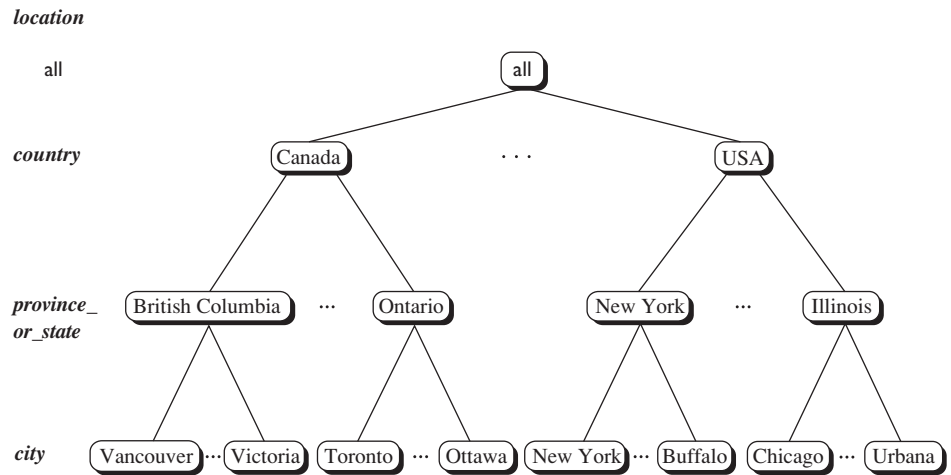 location
all all
country Canada ... USA
province_ British Columbia ... Ontario New York ... Illinois
or_state
city Vancouver ... Victoria Toronto ... Ottawa New York ... Buffalo Chicago ... Urbana